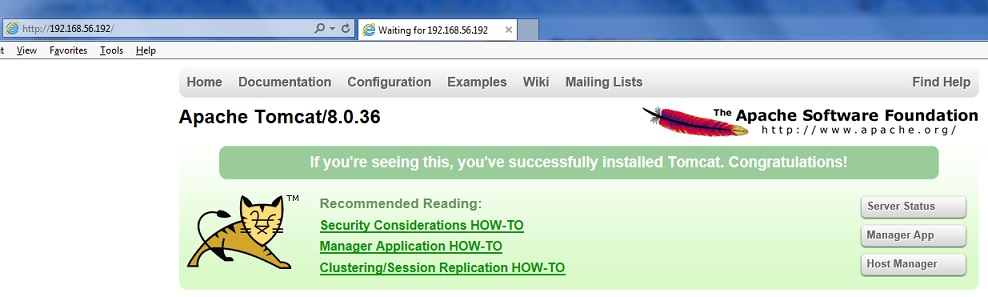 http://192.168.56.192/
Waiting for 192.168.56.192
t View Favorites Tools Help
Home Documentation Configuration Examples Wiki Mailing Lists Find Help
Apache Tomcat/8.0.36
The Apache Software Foundation
http://www.apache.org/
If you're seeing this, you've successfully installed Tomcat. Congratulations!
TM
Recommended Reading:
Security Considerations HOW-TO
Manager Application HOW-TO
Clustering/Session Replication HOW-TO
Server Status
Manager App
Host Manager